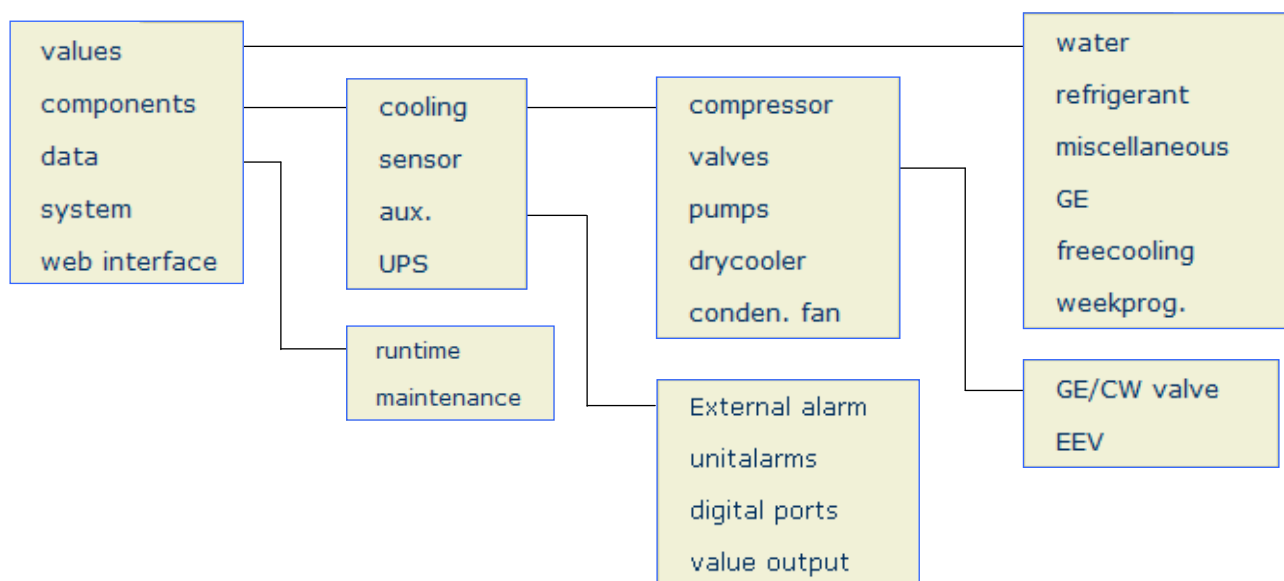 values
components
data
system
web interface
cooling
sensor
aux.
UPS
runtime
maintenance
compressor
valves
pumps
drycooler
conden. fan
External alarm
unitalarms
digital ports
value output
water
refrigerant
miscellaneous
GE
freecooling
weekprog.
GE/CW valve
EEV